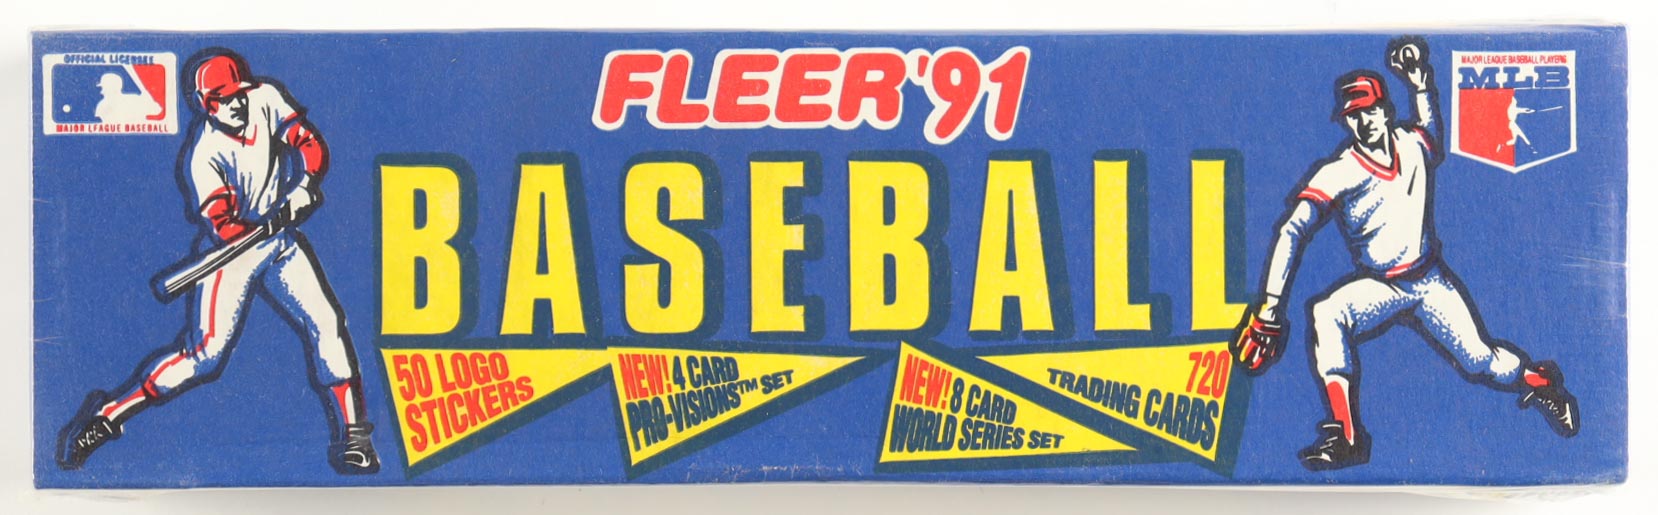 OFFICIAL LICENSEE
MAJOR LEAGUE BASEBALL
FLEER '91
MAJOR LEAGUE BASEBALL PLAYERS
MLB
BASEBALL
50 LOGO
STICKERS
NEW! 4 CARD
PRO-VISIONS™ SET
NEW! 8 CARD
WORLD SERIES SET
720
TRADING CARDS